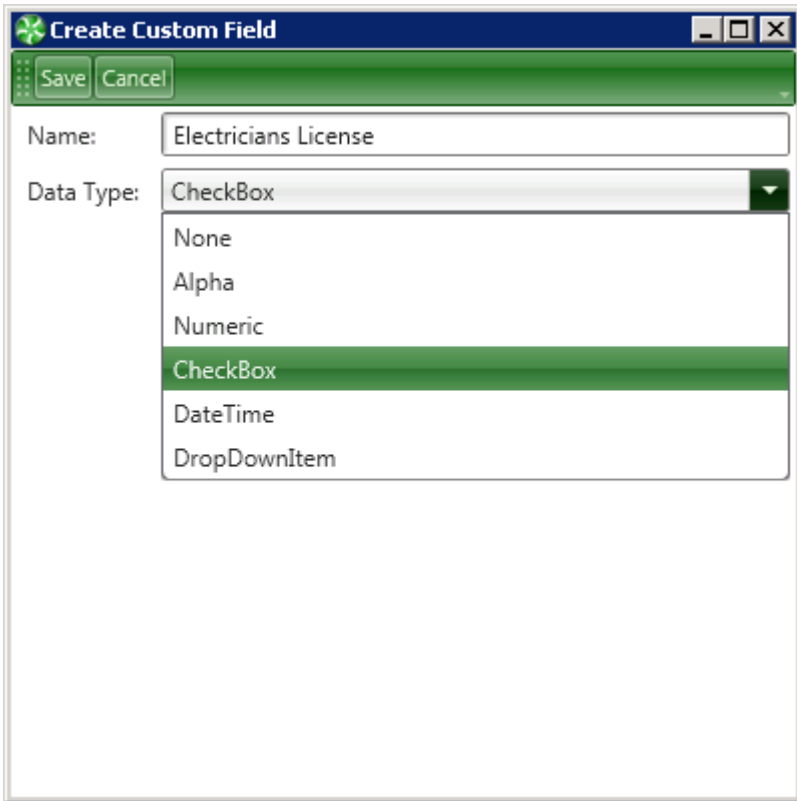 Create Custom Field
Save Cancel
Name: Electricians License
Data Type: CheckBox
None
Alpha
Numeric
CheckBox
DateTime
DropDownItem